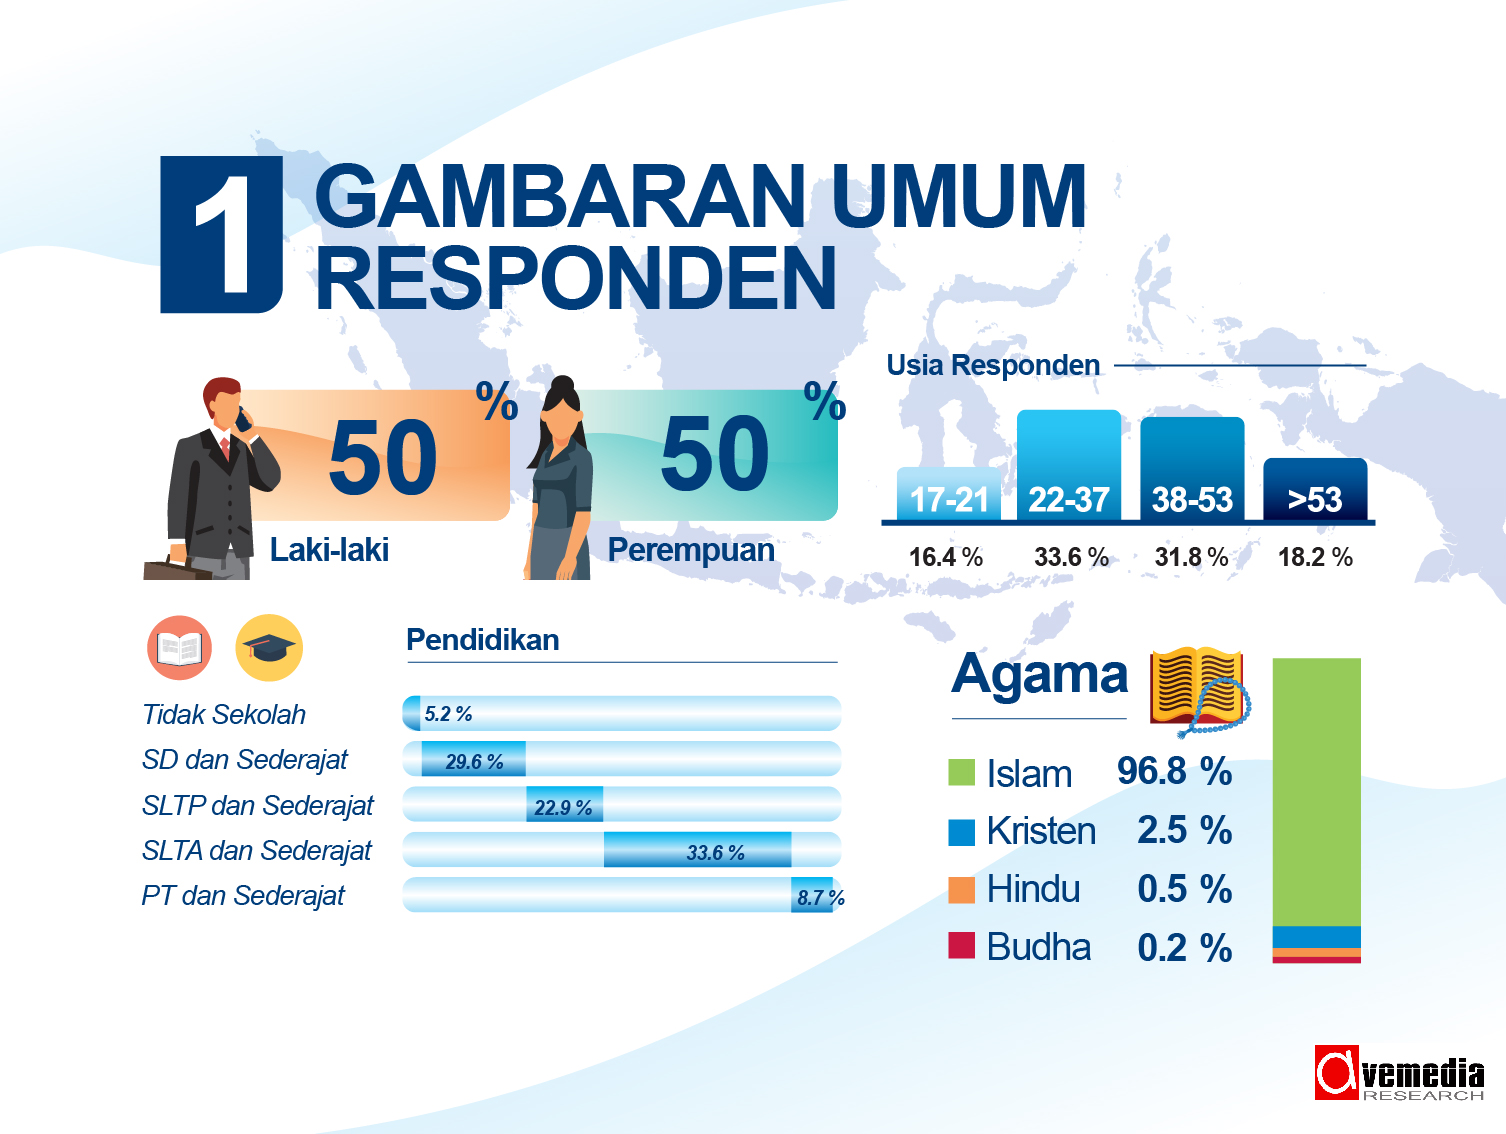 1
GAMBARAN UMUM
RESPONDEN
50 %
Laki-laki
50 %
Perempuan
Usia Responden
17-21 22-37 38-53 >53
16.4 % 33.6 % 31.8 % 18.2 %
Pendidikan
Tidak Sekolah 5.2 %
SD dan Sederajat 29.6 %
SLTP dan Sederajat 22.9 %
SLTA dan Sederajat 33.6 %
PT dan Sederajat 8.7 %
Agama
Islam 96.8 %
Kristen 2.5 %
Hindu 0.5 %
Budha 0.2 %
avemedia
RESEARCH